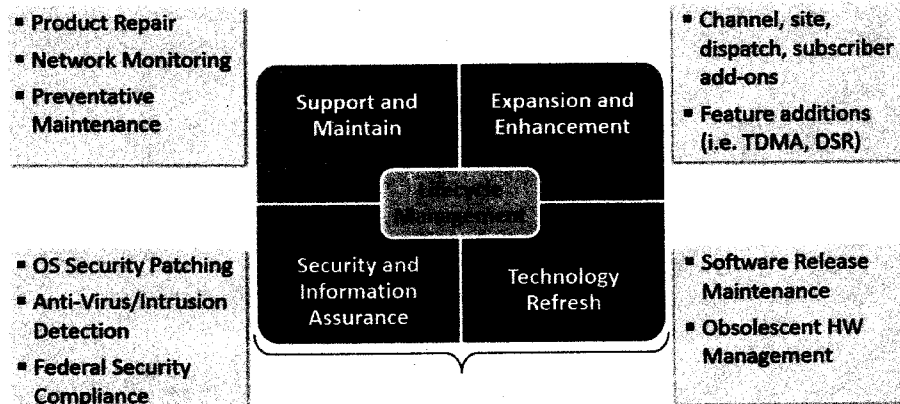 ▪ Product Repair
▪ Network Monitoring
▪ Preventative
Maintenance
Support and
Maintain
Expansion and
Enhancement
▪ Channel, site,
dispatch, subscriber
add-ons
▪ Feature additions
(i.e. TDMA, DSR)
Lifecycle
Management
▪ OS Security Patching
▪ Anti-Virus/Intrusion
Detection
▪ Federal Security
Compliance
Security and
Information
Assurance
Technology
Refresh
▪ Software Release
Maintenance
▪ Obsolescent HW
Management